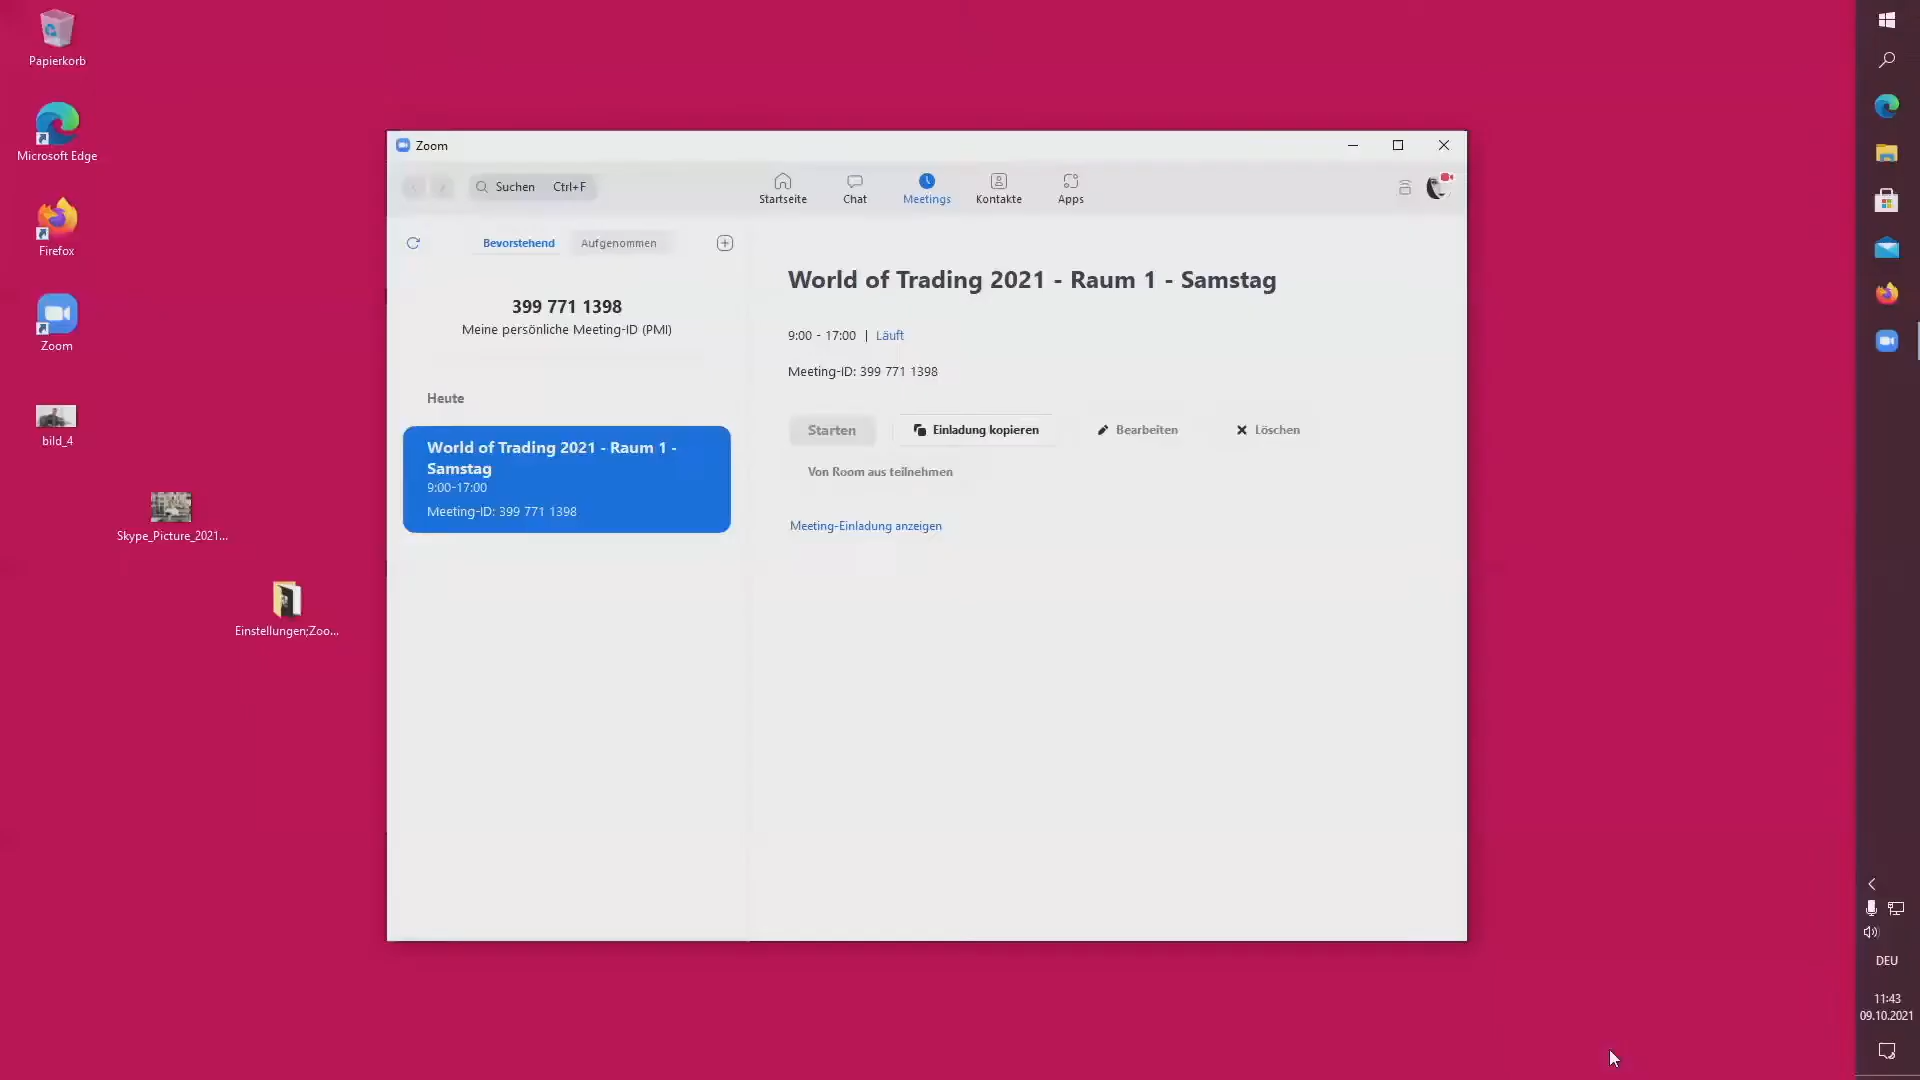 Papierkorb
Microsoft Edge
Firefox
Zoom
bild_4
Skype_Picture_2021...
Einstellungen;Zoo...
Zoom
Suchen Ctrl+F
Startseite
Chat
Meetings
Kontakte
Apps
Bevorstehend
Aufgenommen
399 771 1398
Meine persönliche Meeting-ID (PMI)
Heute
World of Trading 2021 - Raum 1 -
Samstag
9:00-17:00
Meeting-ID: 399 771 1398
World of Trading 2021 - Raum 1 - Samstag
9:00 - 17:00 | Läuft
Meeting-ID: 399 771 1398
Starten
Einladung kopieren
Bearbeiten
Löschen
Von Room aus teilnehmen
Meeting-Einladung anzeigen
DEU
11:43
09.10.2021